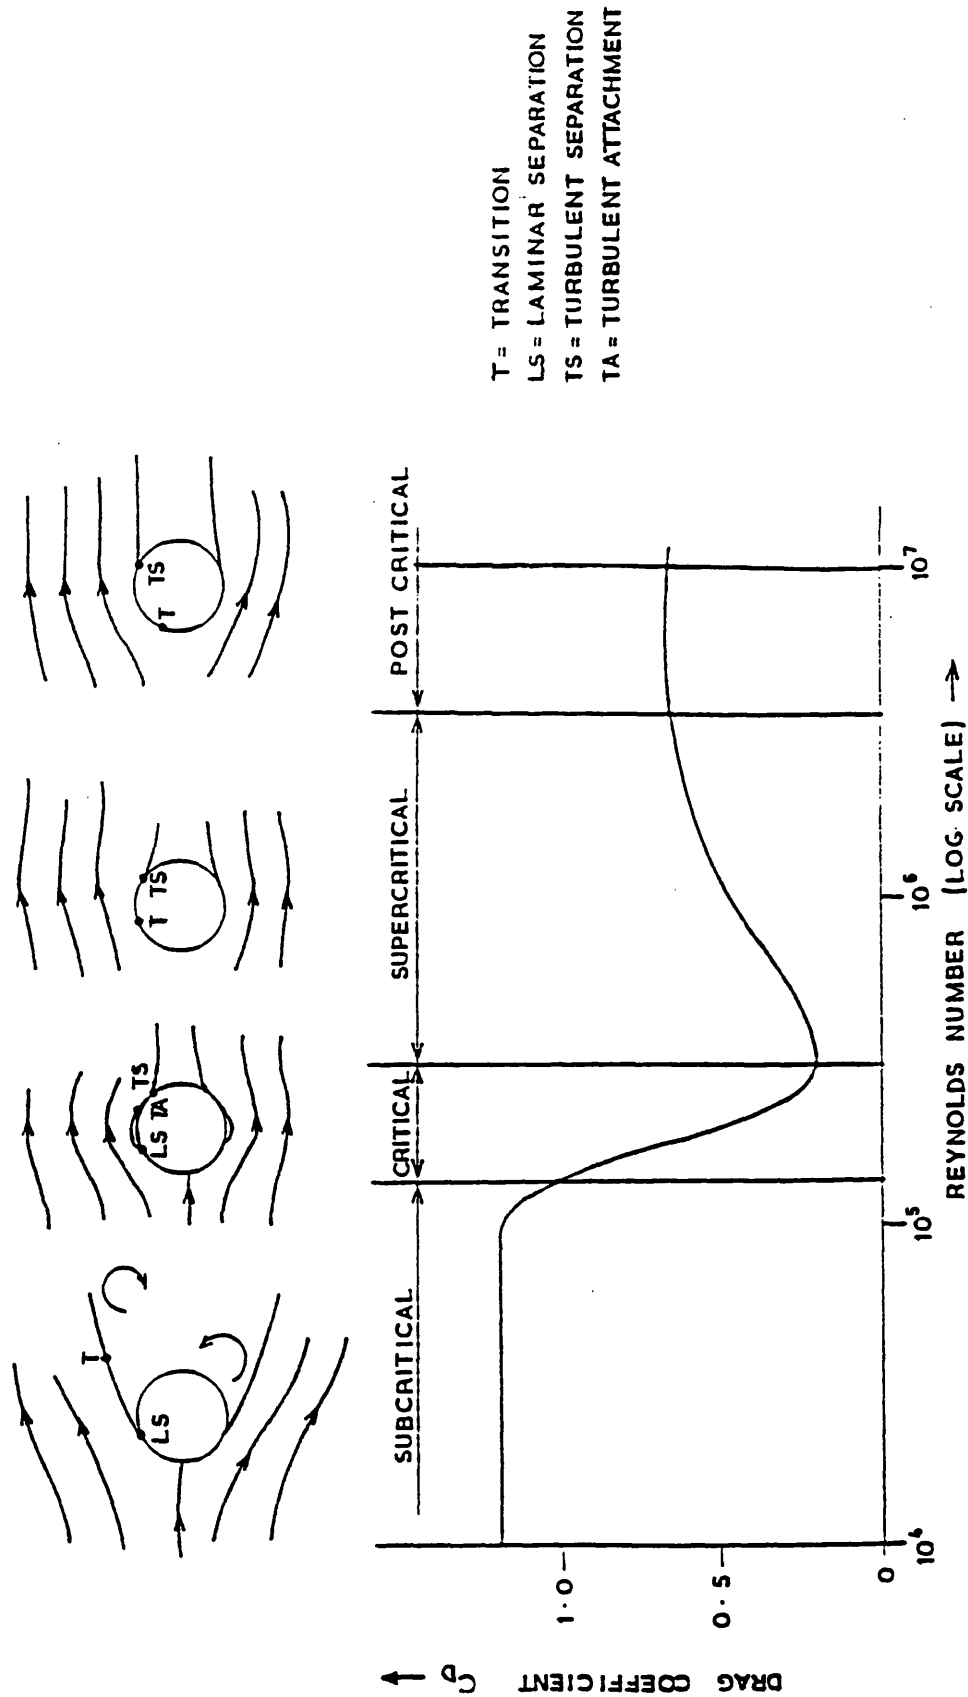 LS
T
LS TA TS
T TS
T TS
SUBCRITICAL
CRITICAL
SUPERCRITICAL
POST CRITICAL
DRAG COEFFICIENT C_D
1·0
0·5
0
10⁴
10⁵
10⁶
10⁷
REYNOLDS NUMBER (LOG SCALE)
T = TRANSITION
LS = LAMINAR SEPARATION
TS = TURBULENT SEPARATION
TA = TURBULENT ATTACHMENT